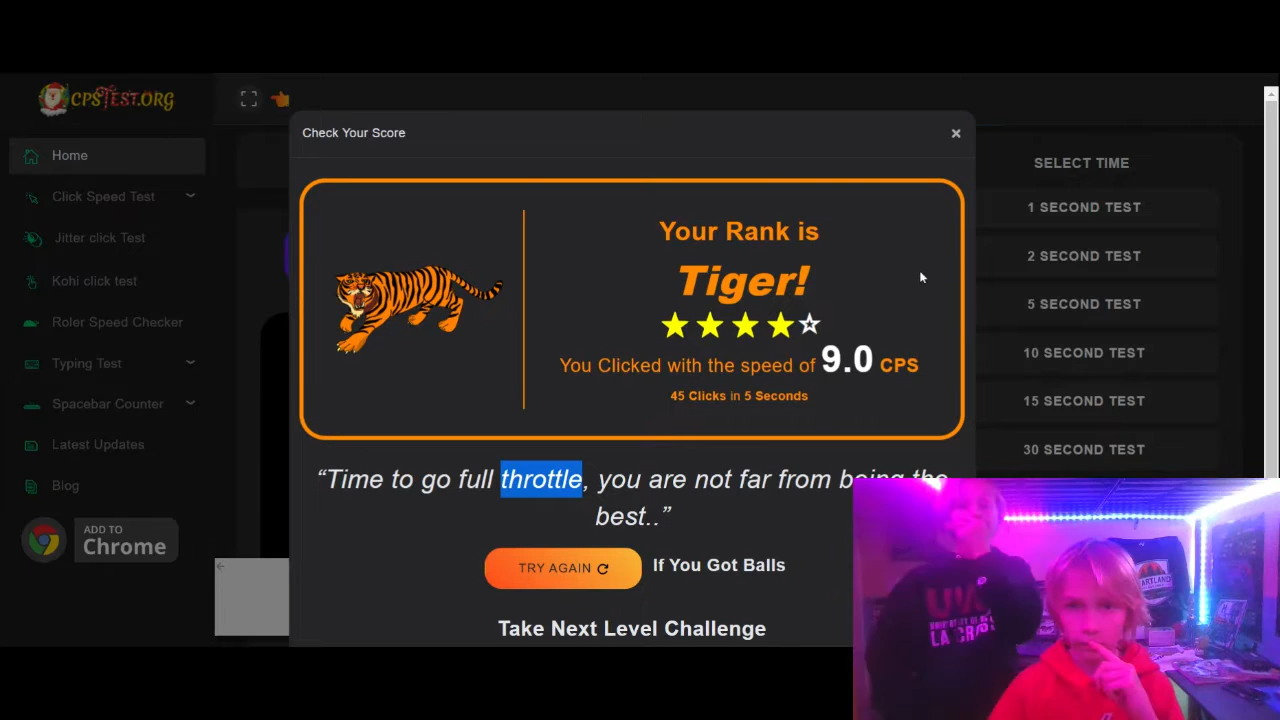 CPSTEST.ORG
Check Your Score
Home
Click Speed Test
Jitter click Test
Kohi click test
Roler Speed Checker
Typing Test
Spacebar Counter
Latest Updates
Blog
ADD TO
Chrome
Your Rank is
Tiger!
You Clicked with the speed of 9.0 CPS
45 Clicks in 5 Seconds
“Time to go full throttle, you are not far from being the
best..”
TRY AGAIN If You Got Balls
Take Next Level Challenge
SELECT TIME
1 SECOND TEST
2 SECOND TEST
5 SECOND TEST
10 SECOND TEST
15 SECOND TEST
30 SECOND TEST
LA CROS